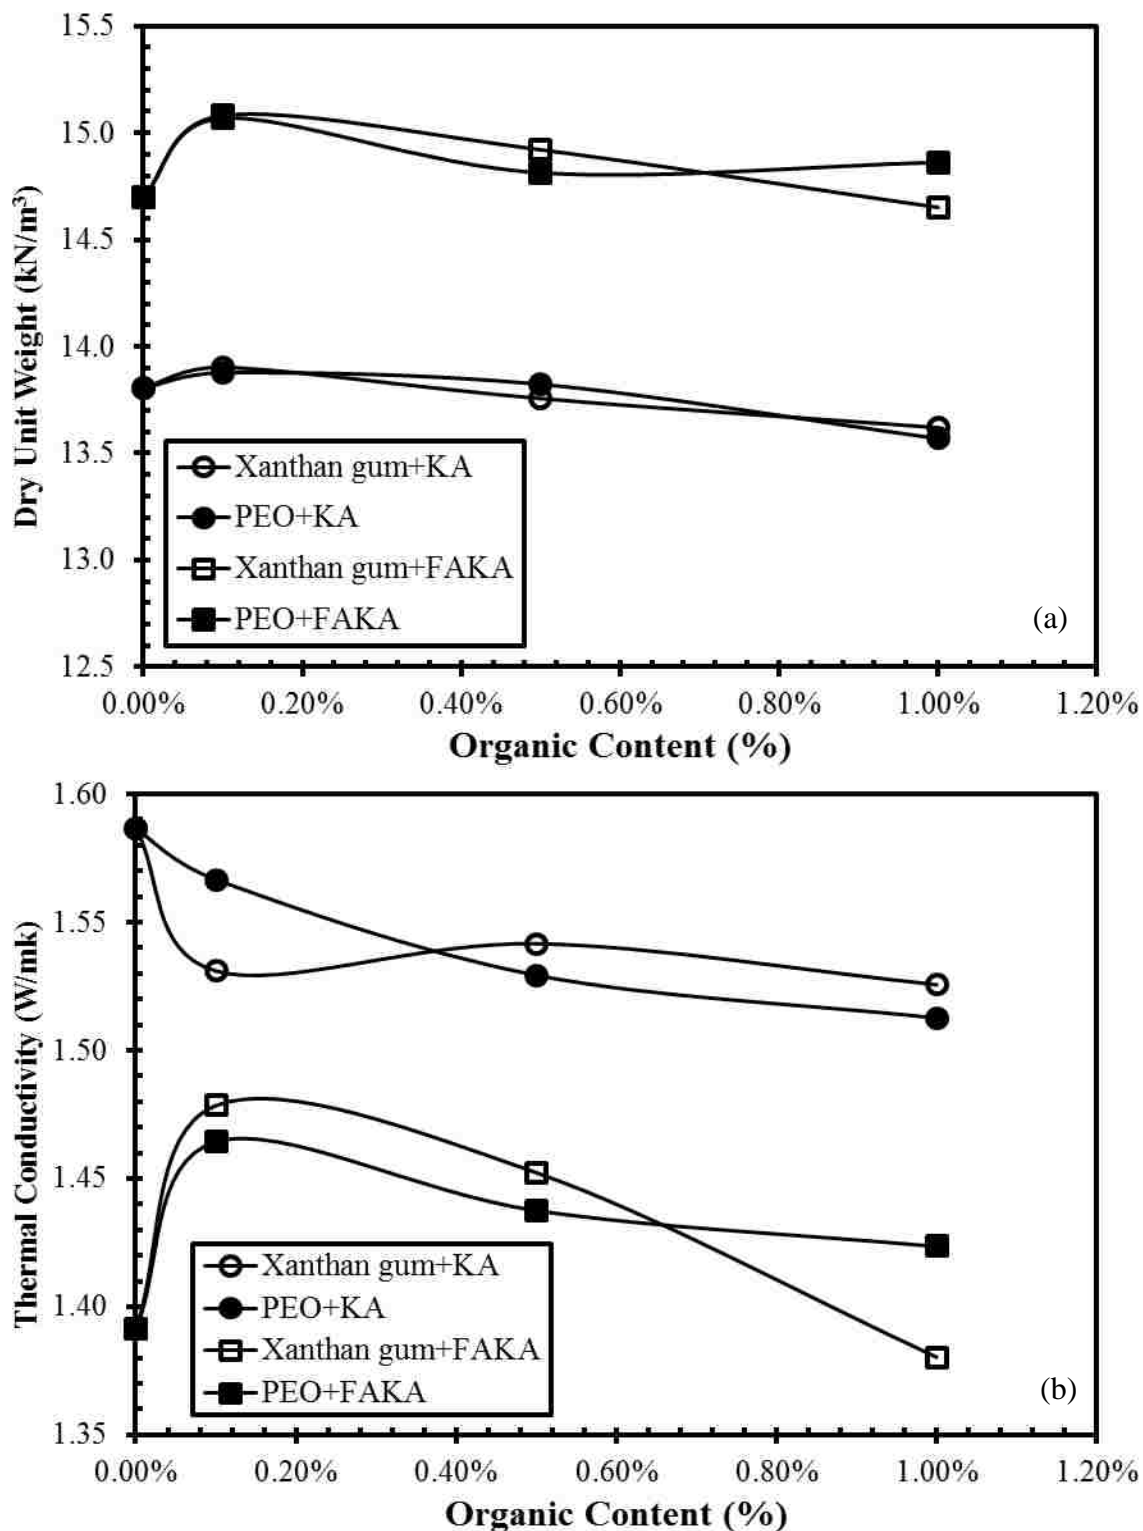 15.5
15.0
14.5
14.0
13.5
13.0
12.5
Dry Unit Weight (kN/m³)
Xanthan gum+KA
PEO+KA
Xanthan gum+FAKA
PEO+FAKA
(a)
0.00% 0.20% 0.40% 0.60% 0.80% 1.00% 1.20%
Organic Content (%)
1.60
1.55
1.50
1.45
1.40
1.35
Thermal Conductivity (W/mk)
Xanthan gum+KA
PEO+KA
Xanthan gum+FAKA
PEO+FAKA
(b)
0.00% 0.20% 0.40% 0.60% 0.80% 1.00% 1.20%
Organic Content (%)